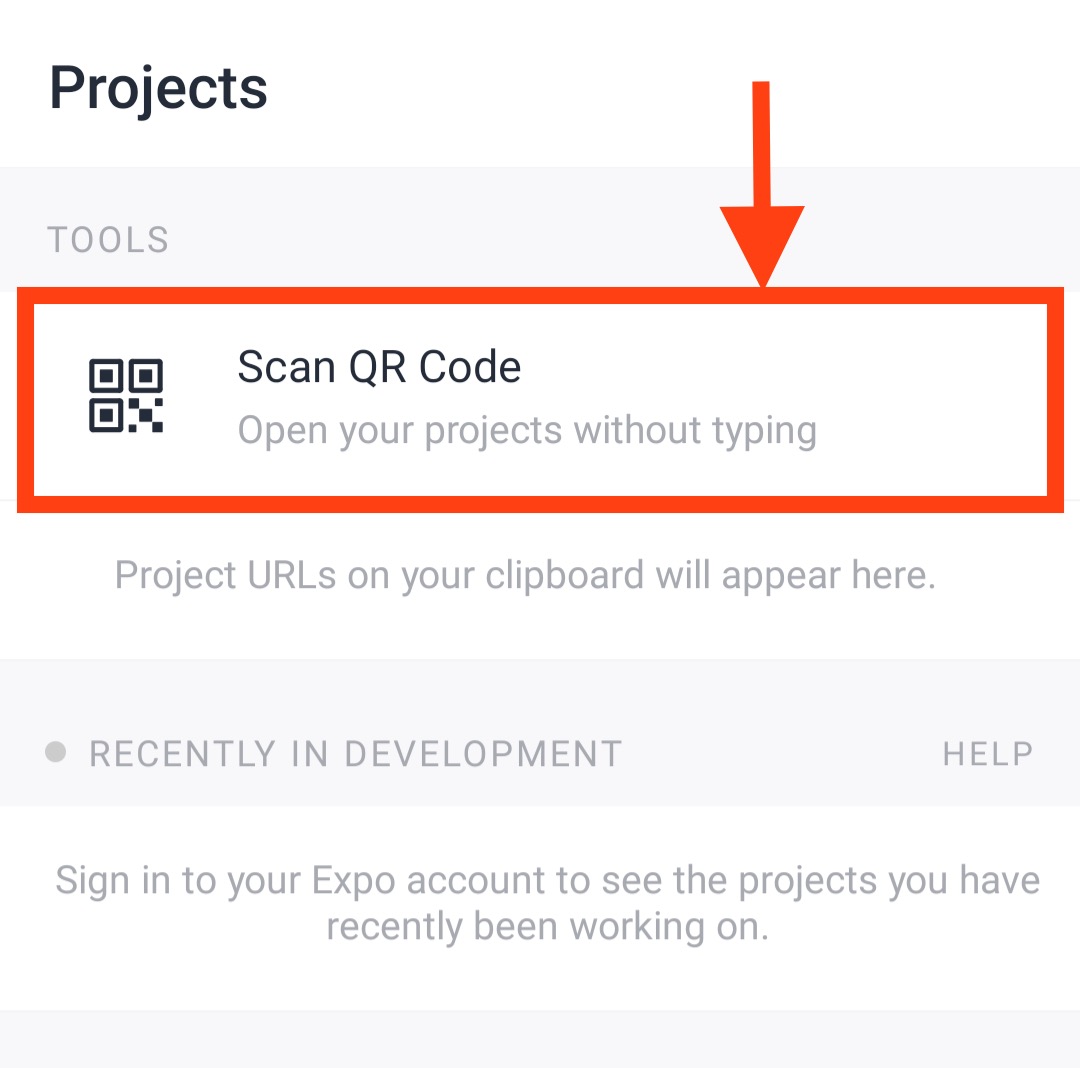 Projects
TOOLS
Scan QR Code
Open your projects without typing
Project URLs on your clipboard will appear here.
RECENTLY IN DEVELOPMENT HELP
Sign in to your Expo account to see the projects you have
recently been working on.